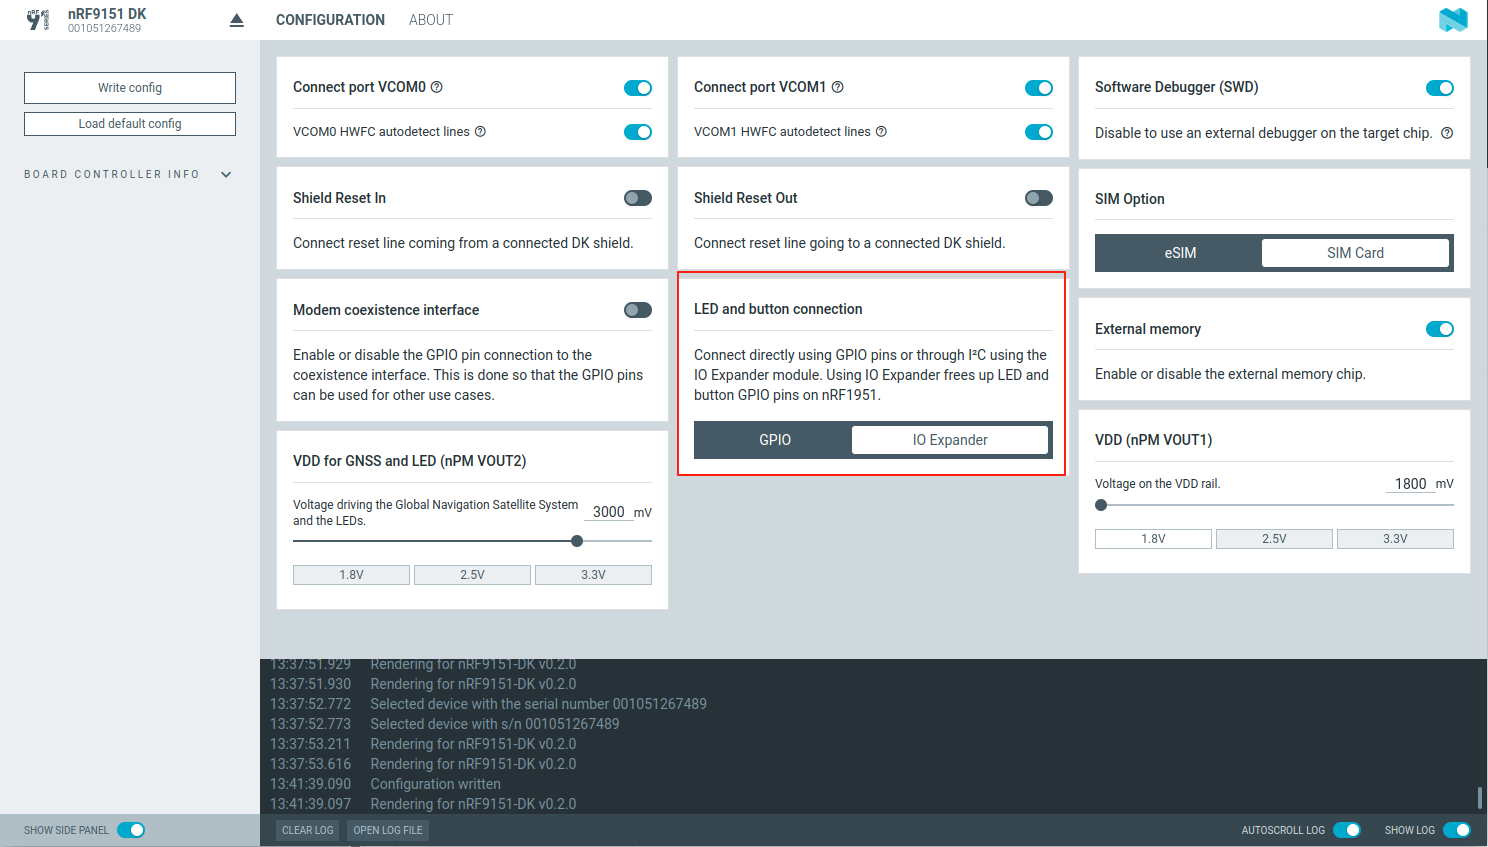 nRF
91
SERIES
nRF9151 DK
001051267489
CONFIGURATION
ABOUT
Write config
Load default config
BOARD CONTROLLER INFO
Connect port VCOM0
VCOM0 HWFC autodetect lines
Connect port VCOM1
VCOM1 HWFC autodetect lines
Software Debugger (SWD)
Disable to use an external debugger on the target chip.
Shield Reset In
Connect reset line coming from a connected DK shield.
Shield Reset Out
Connect reset line going to a connected DK shield.
SIM Option
eSIM
SIM Card
Modem coexistence interface
Enable or disable the GPIO pin connection to the
coexistence interface. This is done so that the GPIO pins
can be used for other use cases.
LED and button connection
Connect directly using GPIO pins or through I²C using the
IO Expander module. Using IO Expander frees up LED and
button GPIO pins on nRF1951.
GPIO
IO Expander
External memory
Enable or disable the external memory chip.
VDD for GNSS and LED (nPM VOUT2)
Voltage driving the Global Navigation Satellite System
and the LEDs.
3000 mV
1.8V
2.5V
3.3V
VDD (nPM VOUT1)
Voltage on the VDD rail.
1800 mV
1.8V
2.5V
3.3V
13:37:51.929 Rendering for nRF9151-DK v0.2.0
13:37:51.930 Rendering for nRF9151-DK v0.2.0
13:37:52.772 Selected device with the serial number 001051267489
13:37:52.773 Selected device with s/n 001051267489
13:37:53.211 Rendering for nRF9151-DK v0.2.0
13:37:53.616 Rendering for nRF9151-DK v0.2.0
13:41:39.090 Configuration written
13:41:39.097 Rendering for nRF9151-DK v0.2.0
SHOW SIDE PANEL
CLEAR LOG
OPEN LOG FILE
AUTOSCROLL LOG
SHOW LOG